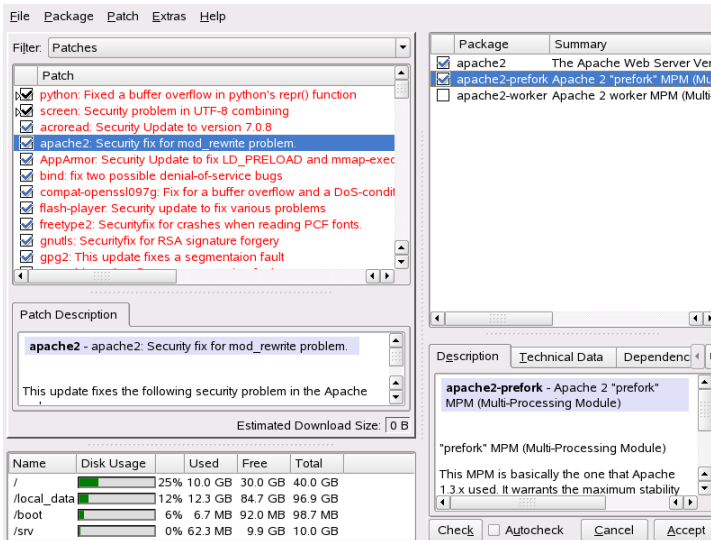 File Package Patch Extras Help
Filter: Patches
Patch
python: Fixed a buffer overflow in python's repr() function
screen: Security problem in UTF-8 combining
acroread: Security Update to version 7.0.8
apache2: Security fix for mod_rewrite problem.
AppArmor: Security Update to fix LD_PRELOAD and mmap-exec
bind: fix two possible denial-of-service bugs
compat-openssl097g: Fix for a buffer overflow and a DoS-condit
flash-player: Security update to fix various problems
freetype2: Securityfix for crashes when reading PCF fonts.
gnutls: Securityfix for RSA signature forgery
gpg2: This update fixes a segmentaion fault
Patch Description
apache2 - apache2: Security fix for mod_rewrite problem.
This update fixes the following security problem in the Apache
Estimated Download Size: 0 B
Name Disk Usage Used Free Total
/ 25% 10.0 GB 30.0 GB 40.0 GB
/local_data 12% 12.3 GB 84.7 GB 96.9 GB
/boot 6% 6.7 MB 92.0 MB 98.7 MB
/srv 0% 62.3 MB 9.9 GB 10.0 GB
Package Summary
apache2 The Apache Web Server Ver
apache2-prefork Apache 2 "prefork" MPM (Mu
apache2-worker Apache 2 worker MPM (Multi-
Description Technical Data Dependenc
apache2-prefork - Apache 2 "prefork"
MPM (Multi-Processing Module)
"prefork" MPM (Multi-Processing Module)
This MPM is basically the one that Apache
1.3.x used. It warrants the maximum stability
Check Autocheck Cancel Accept